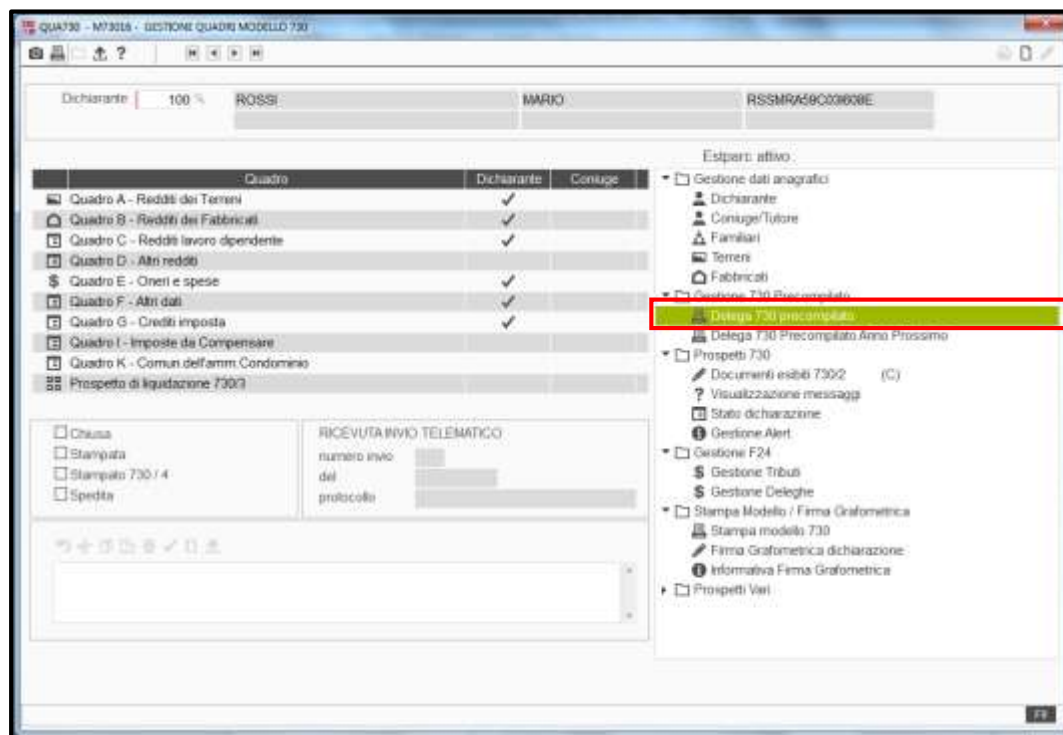 QUA730 - M73016 - GESTIONE QUADRI MODELLO 730
?
Dichiarante 100 % ROSSI MARIO RSSMRA59C03I608E
attivo
Quadro Dichiarante Coniuge
Quadro A - Redditi dei Terreni
Quadro B - Redditi dei Fabbricati
Quadro C - Redditi lavoro dipendente
Quadro D - Altri redditi
$ Quadro E - Oneri e spese
Quadro F - Altri dati
Quadro G - Crediti imposta
Quadro I - Imposte da Compensare
Quadro K - Comun.dell'amm.Condominio
Prospetto di liquidazione 730/3
Chiusa
Stampata
Stampato 730 / 4
Spedita
RICEVUTA INVIO TELEMATICO
numero invio
del
protocollo
Gestione dati anagrafici
Dichiarante
Coniuge/Tutore
Familiari
Terreni
Fabbricati
Gestione 730 Precompilato
Delega 730 precompilato
Delega 730 Precompilato Anno Prossimo
Prospetti 730
Documenti esibiti 730/2 (C)
? Visualizzazione messaggi
Stato dichiarazione
Gestione Alert
Gestione F24
$ Gestione Tributi
$ Gestione Deleghe
Stampa Modello / Firma Grafometrica
Stampa modello 730
Firma Grafometrica dichiarazione
Informativa Firma Grafometrica
Prospetti Vari